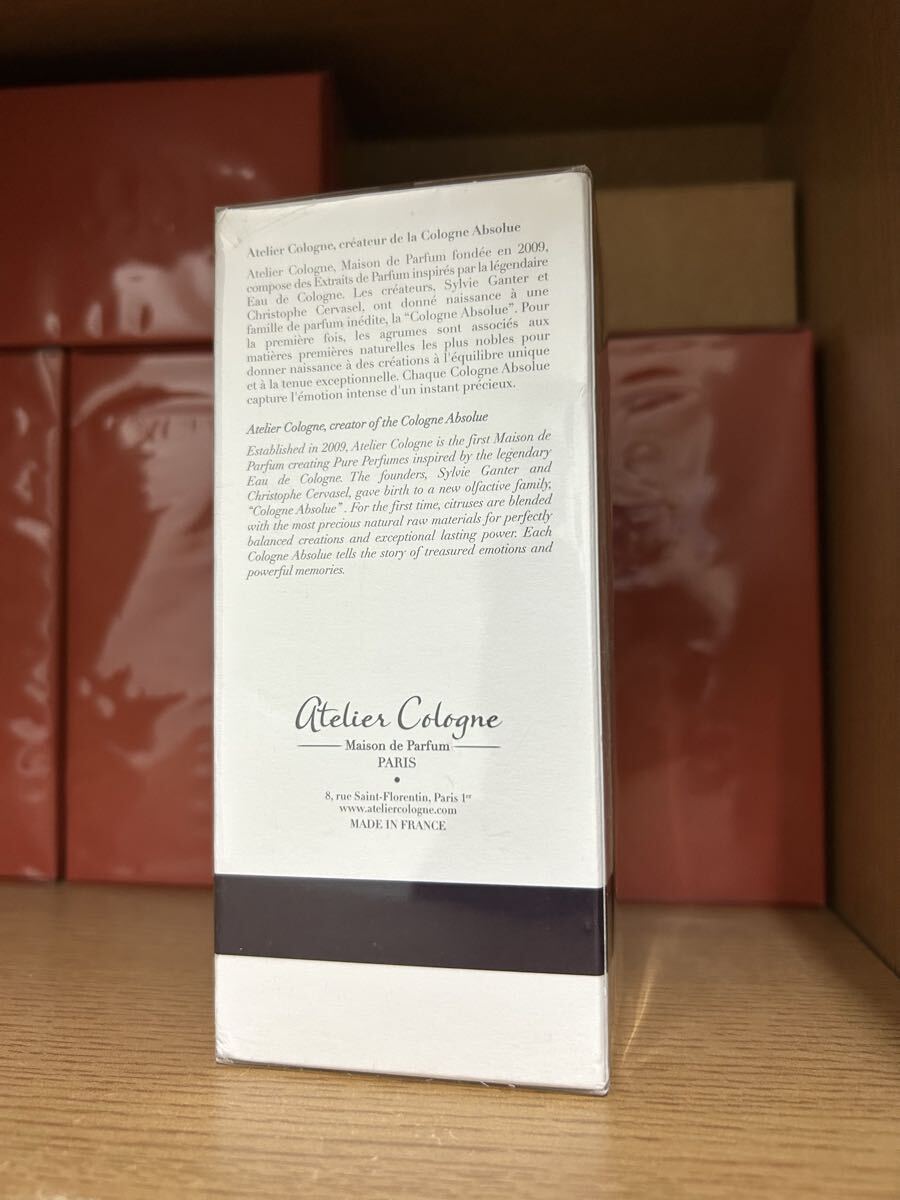 Atelier Cologne, créateur de la Cologne Absolue
Atelier Cologne, Maison de Parfum fondée en 2009,
compose des Extraits de Parfum inspirés par la légendaire
Eau de Cologne. Les créateurs, Sylvie Ganter et
Christophe Cervasel, ont donné naissance à une
famille de parfum inédite, la "Cologne Absolue". Pour
la première fois, les agrumes sont associés aux
matières premières naturelles les plus nobles pour
donner naissance à des créations à l'équilibre unique
et à la tenue exceptionnelle. Chaque Cologne Absolue
capture l'émotion intense d'un instant précieux.
Atelier Cologne, creator of the Cologne Absolue
Established in 2009, Atelier Cologne is the first Maison de
Parfum creating Pure Perfumes inspired by the legendary
Eau de Cologne. The founders, Sylvie Ganter and
Christophe Cervasel, gave birth to a new olfactive family,
"Cologne Absolue". For the first time, citruses are blended
with the most precious natural raw materials for perfectly
balanced creations and exceptional lasting power. Each
Cologne Absolue tells the story of treasured emotions and
powerful memories.
Atelier Cologne
Maison de Parfum
PARIS
•
8, rue Saint-Florentin, Paris 1er
www.ateliercologne.com
MADE IN FRANCE